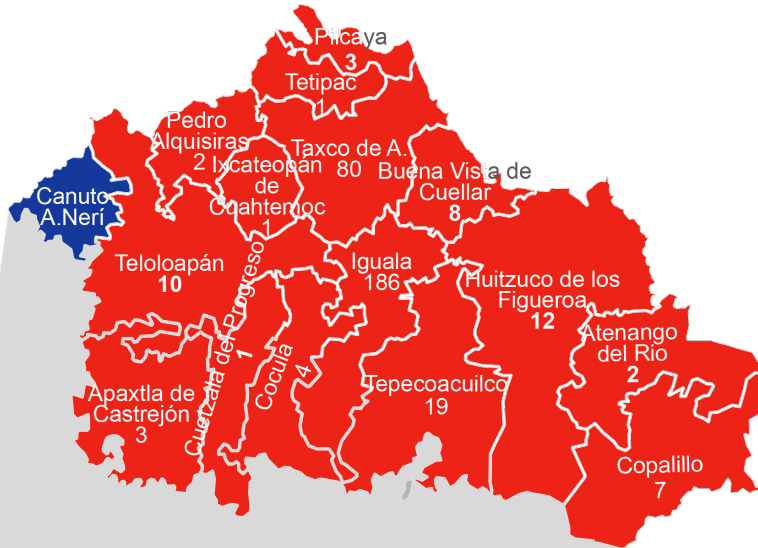 Pilcaya
3
Tetipac
1
Pedro
Alquisiras
2
Taxco de A.
80
Ixcateopan
de
Cuahtemoc
1
Buena Vista de
Cuellar
8
Canuto
A.Nerí
Teloloapán
10
Iguala
186
Huitzuco de los
Figueroa
12
Cuetzala del Progreso
1
Cocula
4
Atenango
del Rio
2
Apaxtla de
Castrejón
3
Tepecoacuilco
19
Copalillo
7